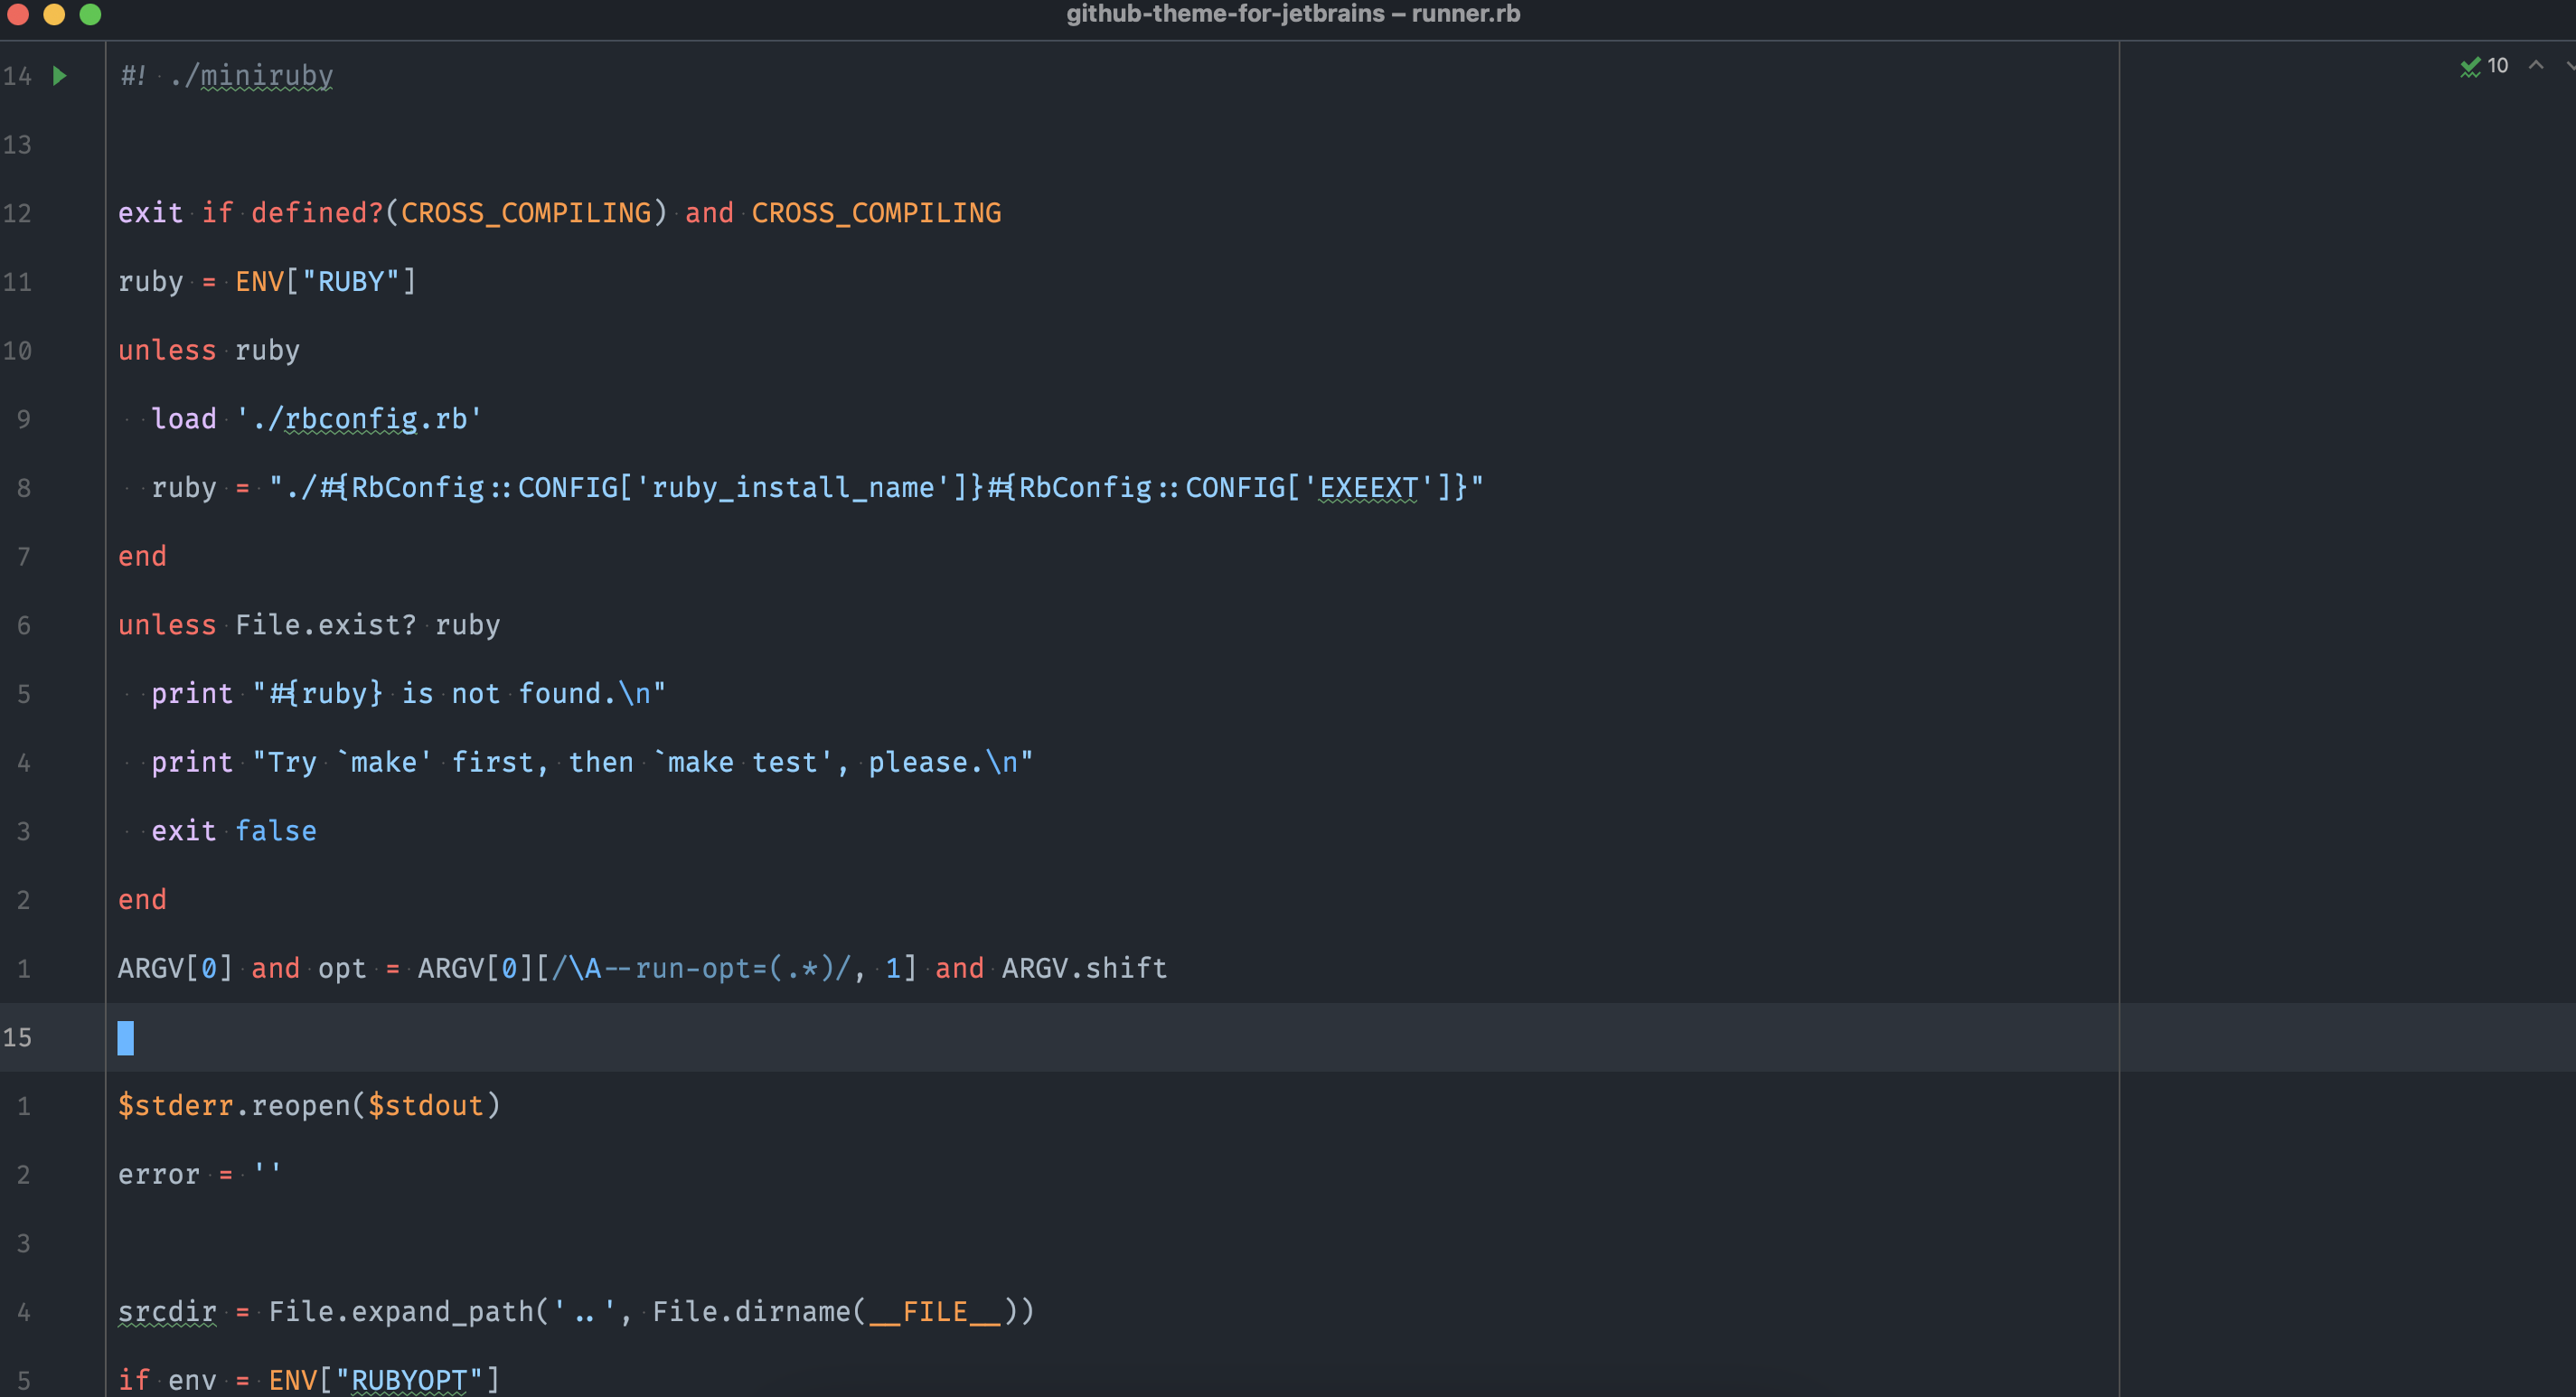 github-theme-for-jetbrains – runner.rb
10
14 #! ./miniruby
13
12 exit if defined?(CROSS_COMPILING) and CROSS_COMPILING
11 ruby = ENV["RUBY"]
10 unless ruby
9   load './rbconfig.rb'
8   ruby = "./#{RbConfig::CONFIG['ruby_install_name']}#{RbConfig::CONFIG['EXEEXT']}"
7 end
6 unless File.exist? ruby
5   print "#{ruby} is not found.\n"
4   print "Try `make' first, then `make test', please.\n"
3   exit false
2 end
1 ARGV[0] and opt = ARGV[0][/\A--run-opt=(.*)/, 1] and ARGV.shift
15
1 $stderr.reopen($stdout)
2 error = ''
3
4 srcdir = File.expand_path('..', File.dirname(__FILE__))
5 if env = ENV["RUBYOPT"]